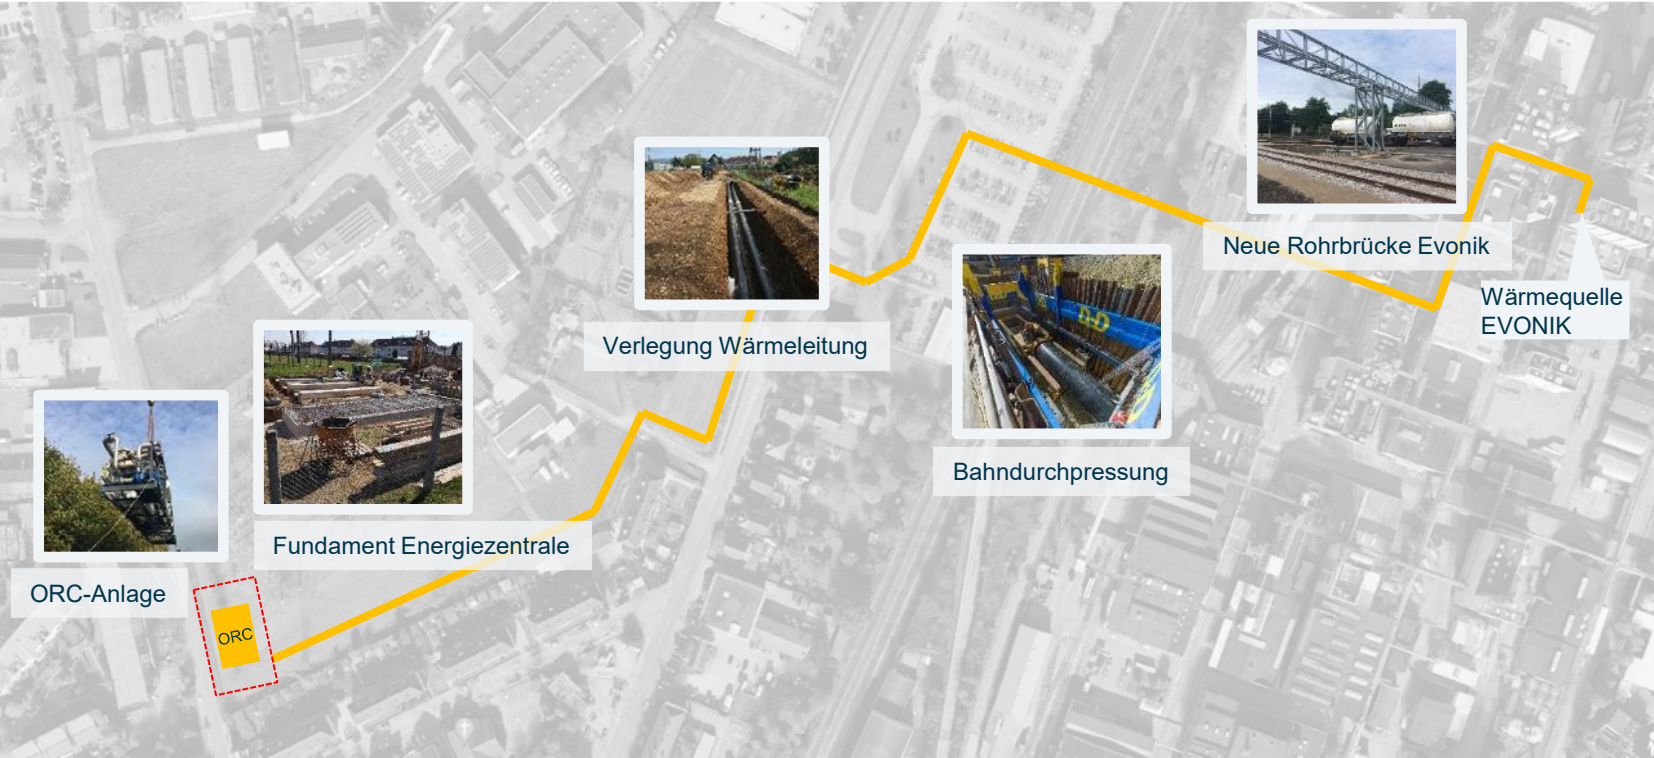 Neue Rohrbrücke Evonik
Wärmequelle
EVONIK
Verlegung Wärmeleitung
D-D
Bahndurchpressung
Fundament Energiezentrale
ORC-Anlage
ORC